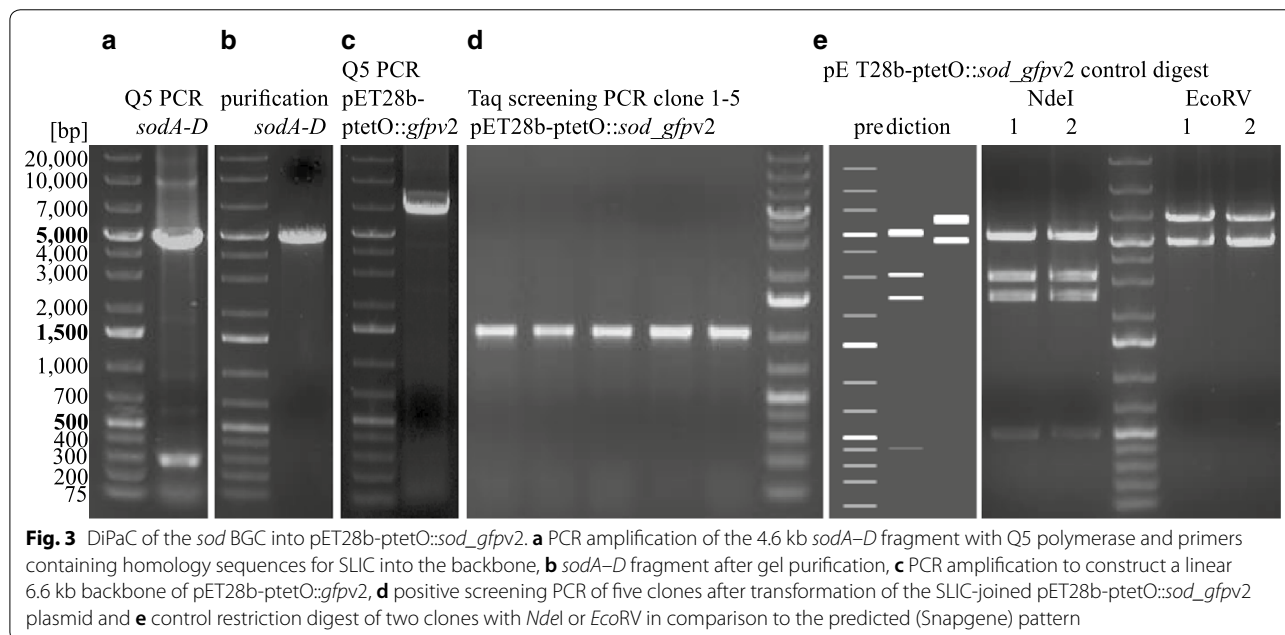 a b c d e
Q5 PCR
sodA-D
purification
sodA-D
Q5 PCR
pET28b-
ptetO::gfpv2
Taq screening PCR clone 1-5
pET28b-ptetO::sod_gfpv2
pE T28b-ptetO::sod_gfpv2 control digest
NdeI EcoRV
prediction 1 2 1 2
[bp]
20,000
10,000
7,000
5,000
4,000
3,000
2,000
1,500
1,000
700
500
400
300
200
75
Fig. 3 DiPaC of the sod BGC into pET28b-ptetO::sod_gfpv2. a PCR amplification of the 4.6 kb sodA–D fragment with Q5 polymerase and primers
containing homology sequences for SLIC into the backbone, b sodA–D fragment after gel purification, c PCR amplification to construct a linear
6.6 kb backbone of pET28b-ptetO::gfpv2, d positive screening PCR of five clones after transformation of the SLIC-joined pET28b-ptetO::sod_gfpv2
plasmid and e control restriction digest of two clones with NdeI or EcoRV in comparison to the predicted (Snapgene) pattern